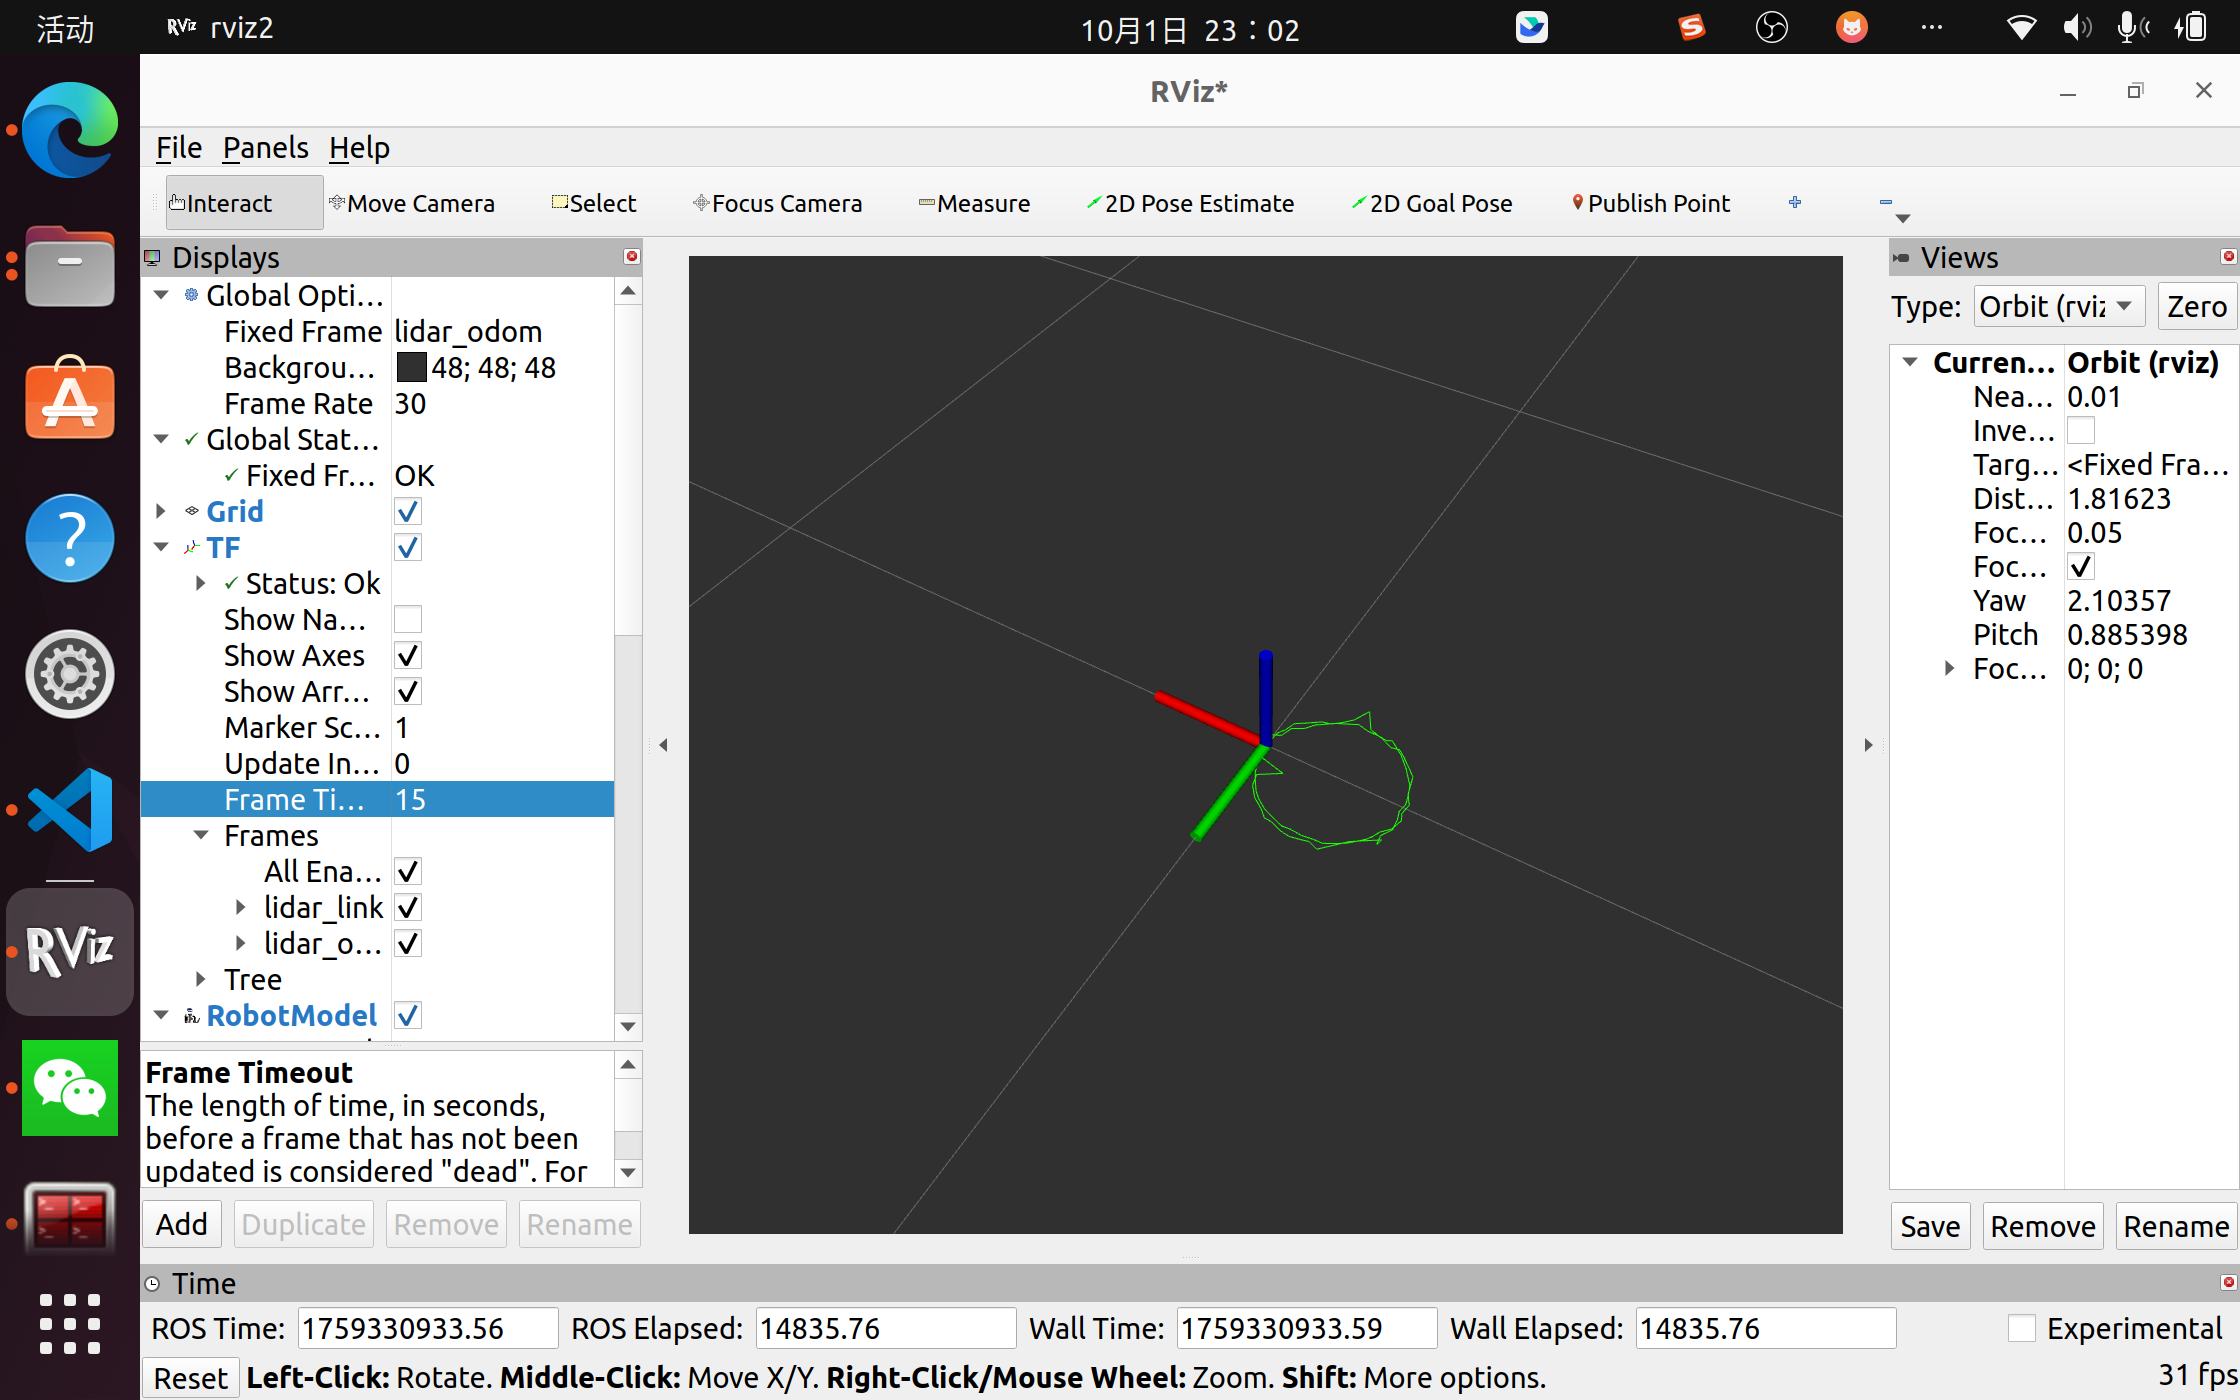 活动
rviz2
10月1日 23：02
RViz*
File Panels Help
Interact Move Camera Select Focus Camera Measure 2D Pose Estimate 2D Goal Pose Publish Point
Displays
Global Opti...
Fixed Frame lidar_odom
Backgrou... 48; 48; 48
Frame Rate 30
Global Stat...
Fixed Fr... OK
Grid
TF
Status: Ok
Show Na...
Show Axes
Show Arr...
Marker Sc... 1
Update In... 0
Frame Ti... 15
Frames
All Ena...
lidar_link
lidar_o...
Tree
RobotModel
Frame Timeout
The length of time, in seconds,
before a frame that has not been
updated is considered "dead". For
Add Duplicate Remove Rename
Views
Type: Orbit (rviz Zero
Curren... Orbit (rviz)
Nea... 0.01
Inve...
Targ... <Fixed Fra...
Dist... 1.81623
Foc... 0.05
Foc...
Yaw 2.10357
Pitch 0.885398
Foc... 0; 0; 0
Save Remove Rename
RViz
Time
ROS Time: 1759330933.56 ROS Elapsed: 14835.76 Wall Time: 1759330933.59 Wall Elapsed: 14835.76 Experimental
Reset Left-Click: Rotate. Middle-Click: Move X/Y. Right-Click/Mouse Wheel: Zoom. Shift: More options. 31 fps